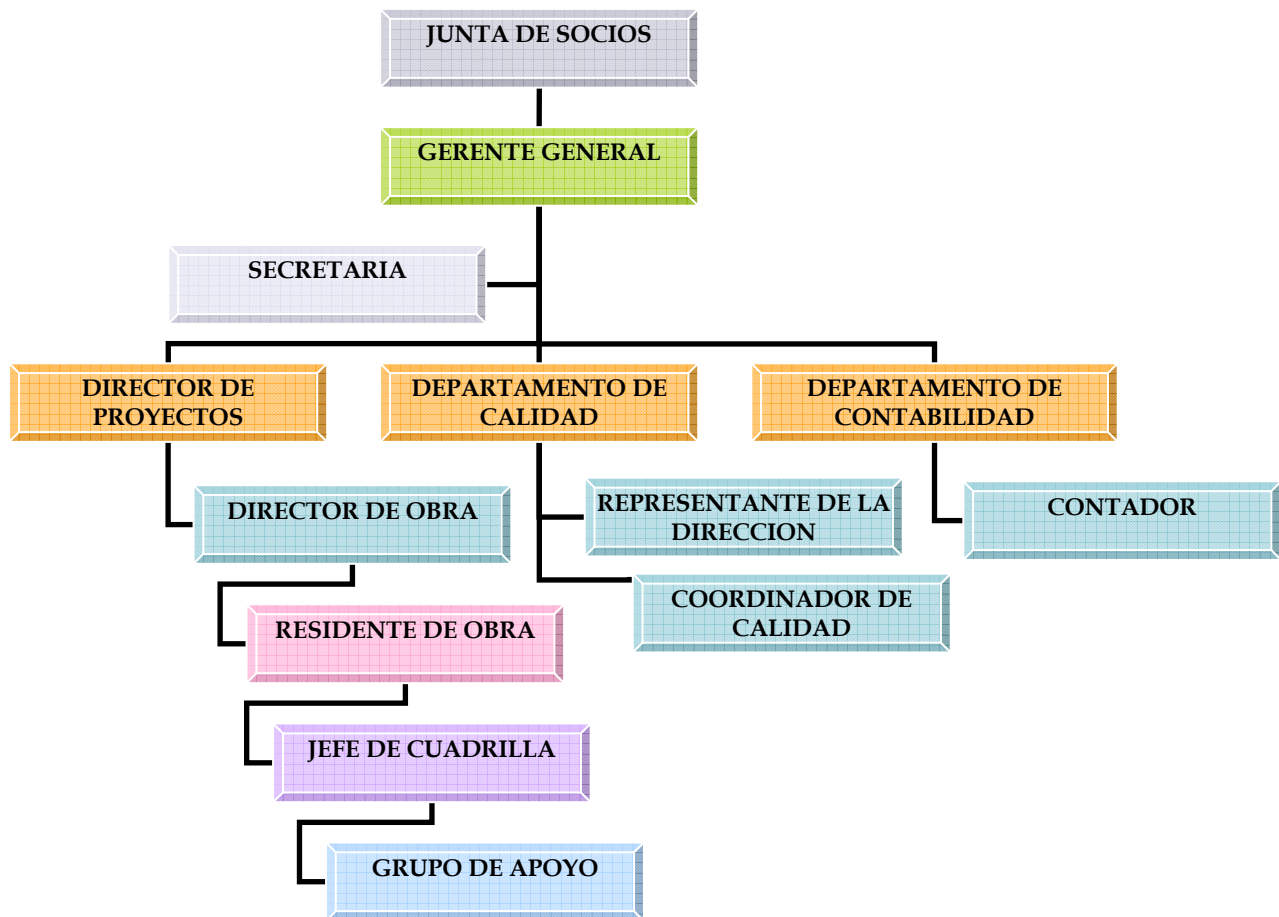 JUNTA DE SOCIOS
GERENTE GENERAL
SECRETARIA
DIRECTOR DE
PROYECTOS
DEPARTAMENTO DE
CALIDAD
DEPARTAMENTO DE
CONTABILIDAD
DIRECTOR DE OBRA
REPRESENTANTE DE LA
DIRECCION
CONTADOR
COORDINADOR DE
CALIDAD
RESIDENTE DE OBRA
JEFE DE CUADRILLA
GRUPO DE APOYO